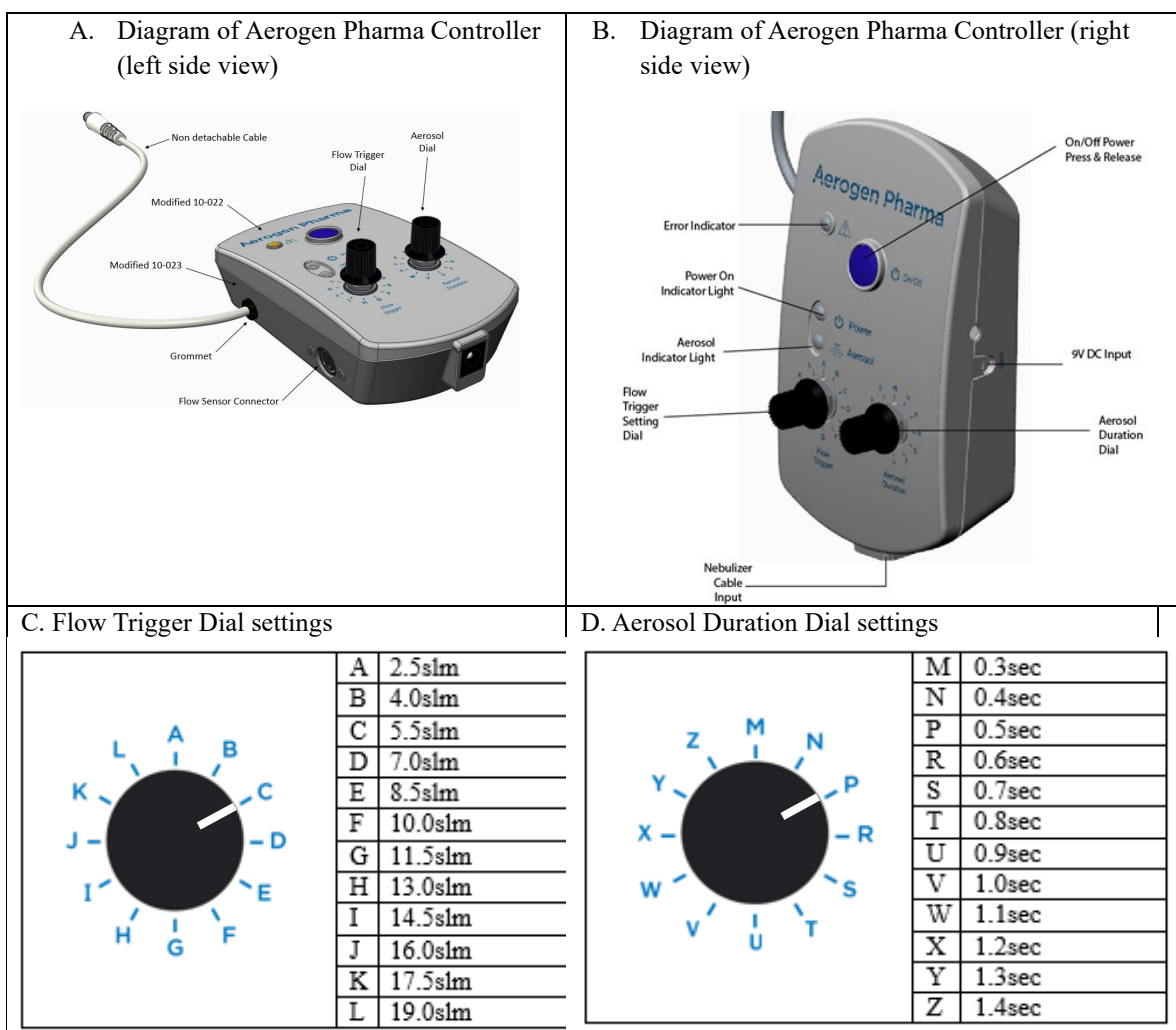 A. Diagram of Aerogen Pharma Controller
(left side view)
Non detachable Cable
Aerosol
Dial
Flow Trigger
Dial
Modified 10-022
Modified 10-023
Aerogen Pharma
Flow
Trigger
Aerosol
Duration
Grommet
Flow Sensor Connector
B. Diagram of Aerogen Pharma Controller (right
side view)
On/Off Power
Press & Release
Aerogen Pharma
Error Indicator
On/Off
Power On
Indicator Light
Power
Aerosol
Indicator Light
Aerosol
9V DC Input
Flow
Trigger
Setting
Dial
Aerosol
Duration
Dial
Flow
Trigger
Aerosol
Duration
Nebulizer
Cable
Input
C. Flow Trigger Dial settings
A
B
C
D
E
F
G
H
I
J
K
L
A 2.5slm
B 4.0slm
C 5.5slm
D 7.0slm
E 8.5slm
F 10.0slm
G 11.5slm
H 13.0slm
I 14.5slm
J 16.0slm
K 17.5slm
L 19.0slm
D. Aerosol Duration Dial settings
M
N
P
R
S
T
U
V
W
X
Y
Z
M 0.3sec
N 0.4sec
P 0.5sec
R 0.6sec
S 0.7sec
T 0.8sec
U 0.9sec
V 1.0sec
W 1.1sec
X 1.2sec
Y 1.3sec
Z 1.4sec